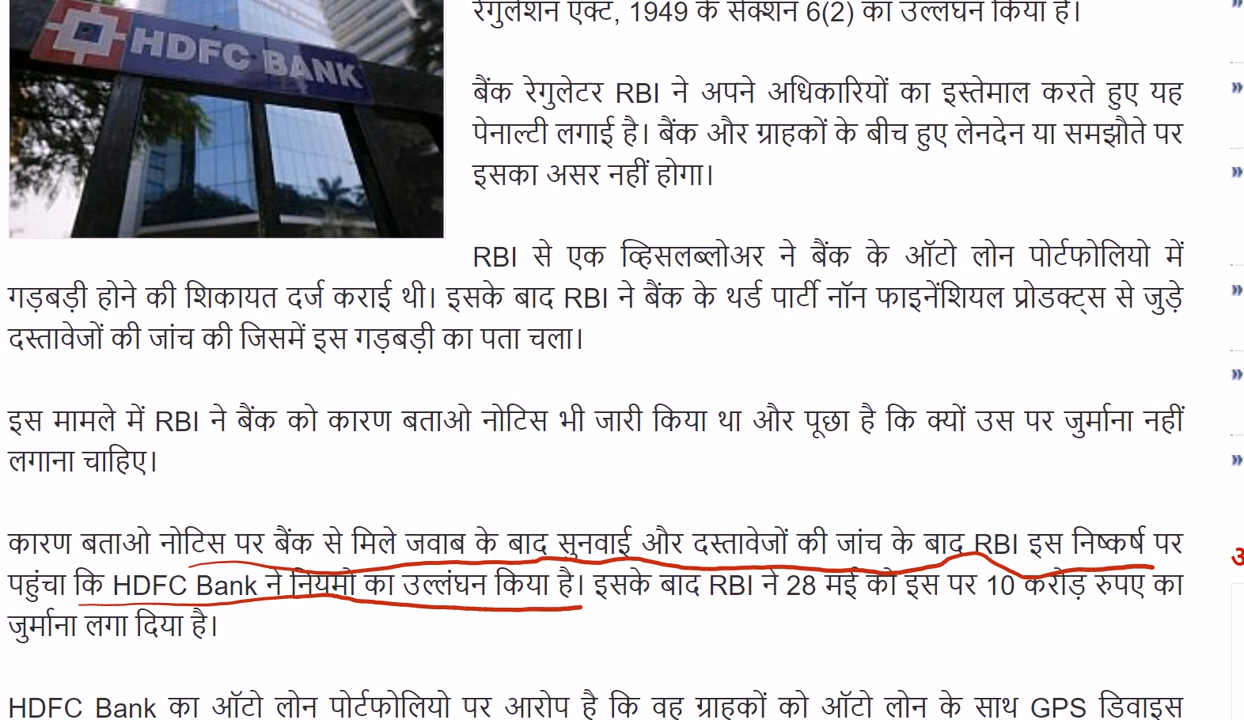 HDFC BANK
रेगुलेशन एक्ट, 1949 के सेक्शन 6(2) का उल्लंघन किया है।
बैंक रेगुलेटर RBI ने अपने अधिकारियों का इस्तेमाल करते हुए यह
पेनाल्टी लगाई है। बैंक और ग्राहकों के बीच हुए लेनदेन या समझौते पर
इसका असर नहीं होगा।
RBI से एक व्हिसलब्लोअर ने बैंक के ऑटो लोन पोर्टफोलियो में
गड़बड़ी होने की शिकायत दर्ज कराई थी। इसके बाद RBI ने बैंक के थर्ड पार्टी नॉन फाइनेंशियल प्रोडक्ट्स से जुड़े
दस्तावेजों की जांच की जिसमें इस गड़बड़ी का पता चला।
इस मामले में RBI ने बैंक को कारण बताओ नोटिस भी जारी किया था और पूछा है कि क्यों उस पर जुर्माना नहीं
लगाना चाहिए।
कारण बताओ नोटिस पर बैंक से मिले जवाब के बाद सुनवाई और दस्तावेजों की जांच के बाद RBI इस निष्कर्ष पर
पहुंचा कि HDFC Bank ने नियमों का उल्लंघन किया है। इसके बाद RBI ने 28 मई को इस पर 10 करोड़ रुपए का
जुर्माना लगा दिया है।
HDFC Bank का ऑटो लोन पोर्टफोलियो पर आरोप है कि वह ग्राहकों को ऑटो लोन के साथ GPS डिवाइस